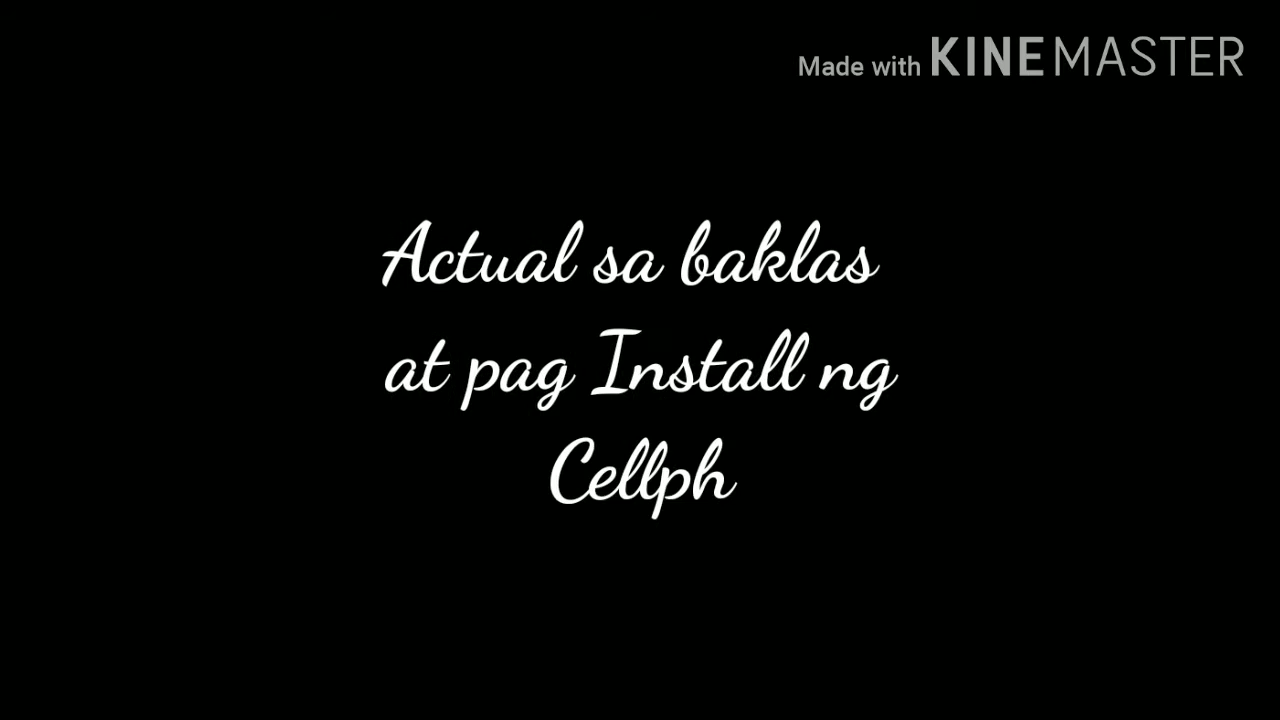 Made with KINEMASTER
Actual sa baklas
at pag Install ng
Cellph